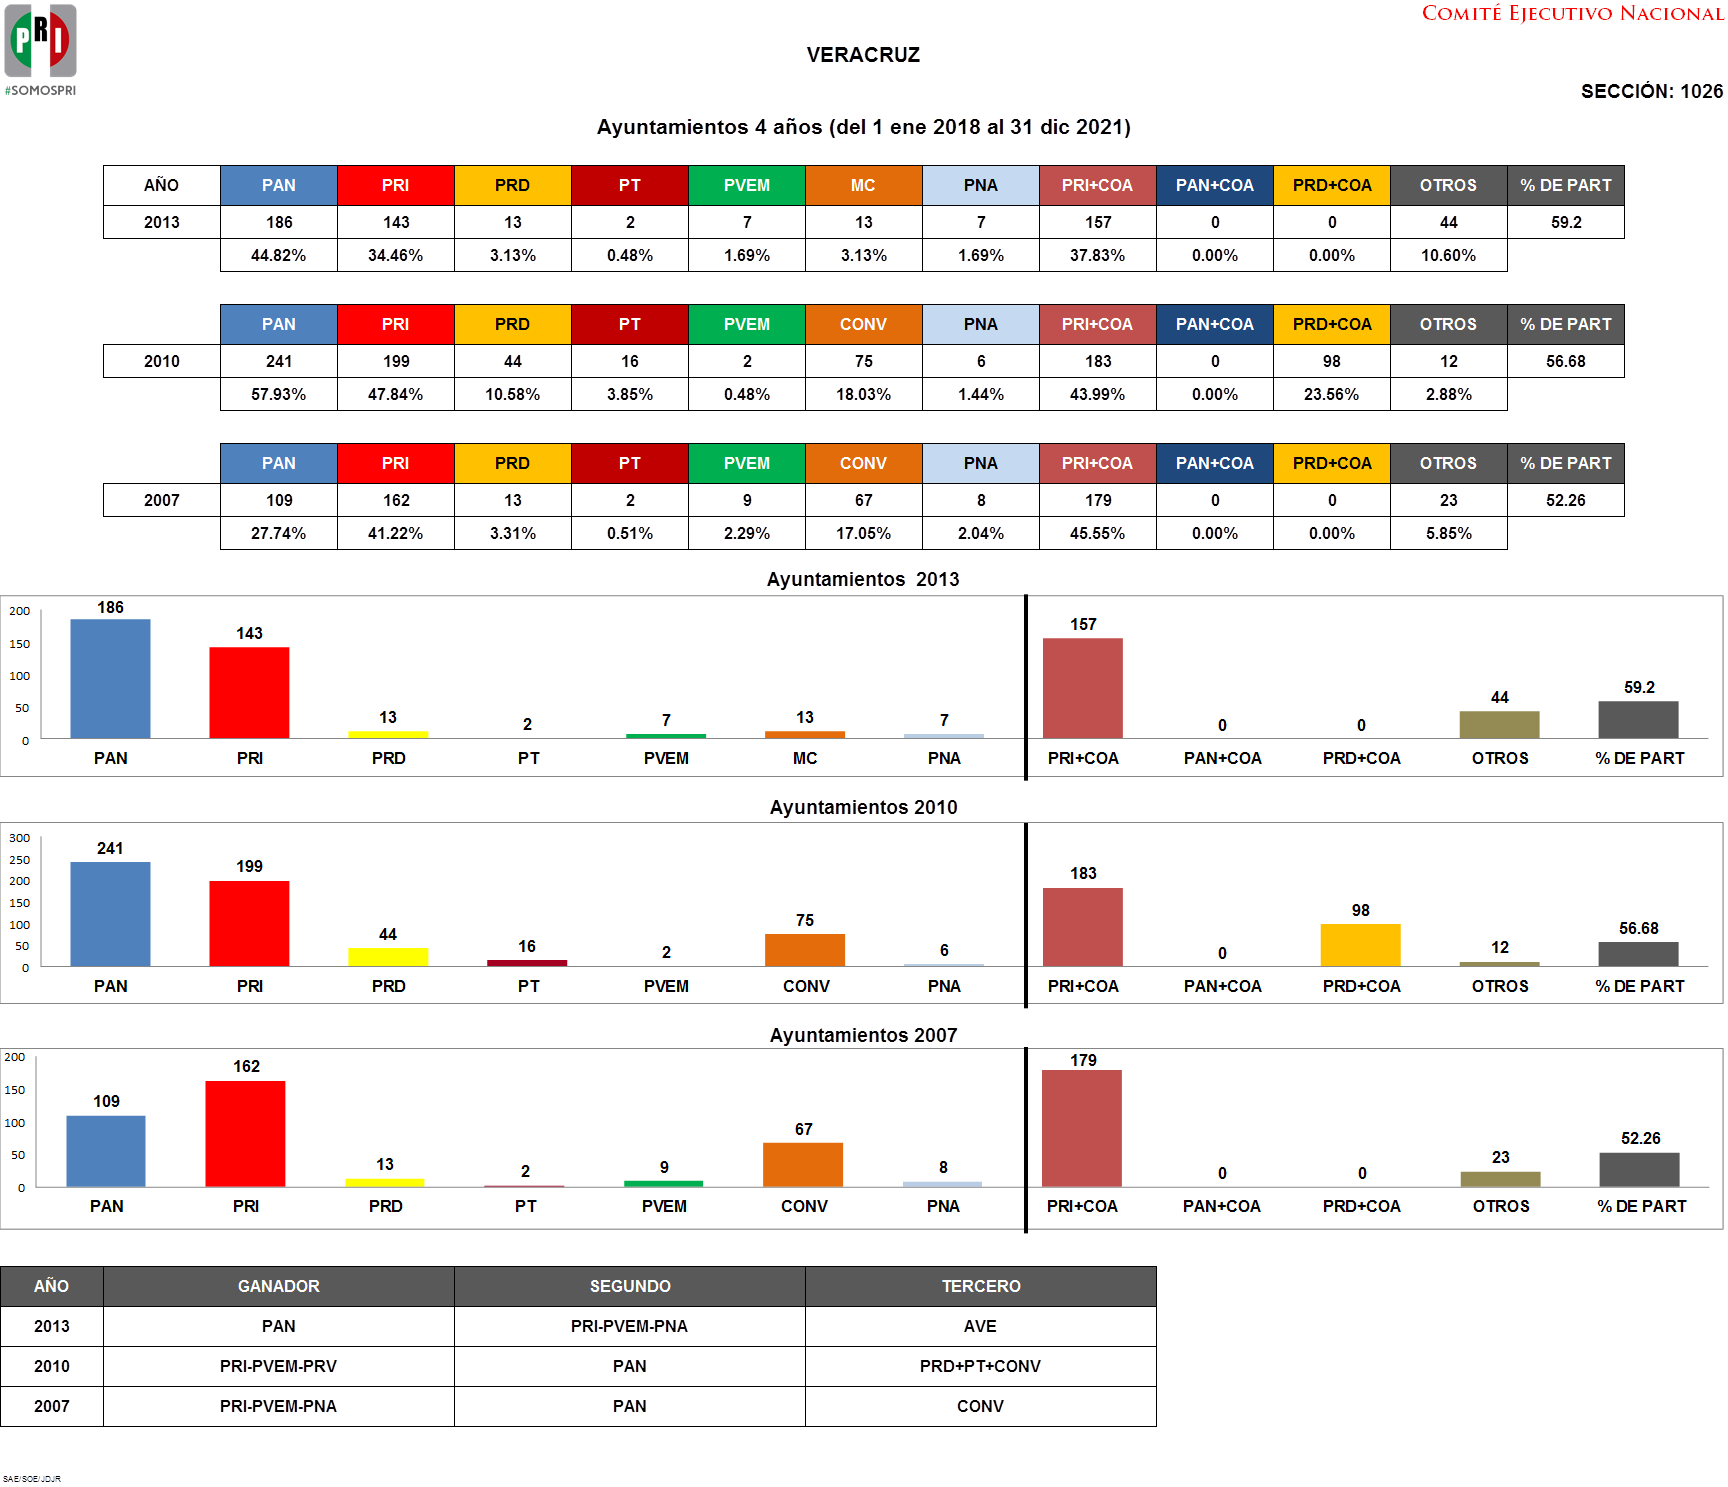 PRI
#SOMOSPRI
COMITÉ EJECUTIVO NACIONAL
VERACRUZ
SECCIÓN: 1026
Ayuntamientos 4 años (del 1 ene 2018 al 31 dic 2021)
AÑO PAN PRI PRD PT PVEM MC PNA PRI+COA PAN+COA PRD+COA OTROS % DE PART
2013 186 143 13 2 7 13 7 157 0 0 44 59.2
44.82% 34.46% 3.13% 0.48% 1.69% 3.13% 1.69% 37.83% 0.00% 0.00% 10.60%
PAN PRI PRD PT PVEM CONV PNA PRI+COA PAN+COA PRD+COA OTROS % DE PART
2010 241 199 44 16 2 75 6 183 0 98 12 56.68
57.93% 47.84% 10.58% 3.85% 0.48% 18.03% 1.44% 43.99% 0.00% 23.56% 2.88%
PAN PRI PRD PT PVEM CONV PNA PRI+COA PAN+COA PRD+COA OTROS % DE PART
2007 109 162 13 2 9 67 8 179 0 0 23 52.26
27.74% 41.22% 3.31% 0.51% 2.29% 17.05% 2.04% 45.55% 0.00% 0.00% 5.85%
Ayuntamientos 2013
200
150
100
50
0
186 143 13 2 7 13 7 157 0 0 44 59.2
PAN PRI PRD PT PVEM MC PNA PRI+COA PAN+COA PRD+COA OTROS % DE PART
Ayuntamientos 2010
300
250
200
150
100
50
0
241 199 44 16 2 75 6 183 0 98 12 56.68
PAN PRI PRD PT PVEM CONV PNA PRI+COA PAN+COA PRD+COA OTROS % DE PART
Ayuntamientos 2007
200
150
100
50
0
109 162 13 2 9 67 8 179 0 0 23 52.26
PAN PRI PRD PT PVEM CONV PNA PRI+COA PAN+COA PRD+COA OTROS % DE PART
AÑO GANADOR SEGUNDO TERCERO
2013 PAN PRI-PVEM-PNA AVE
2010 PRI-PVEM-PRV PAN PRD+PT+CONV
2007 PRI-PVEM-PNA PAN CONV
SAE/SOE/JDJR